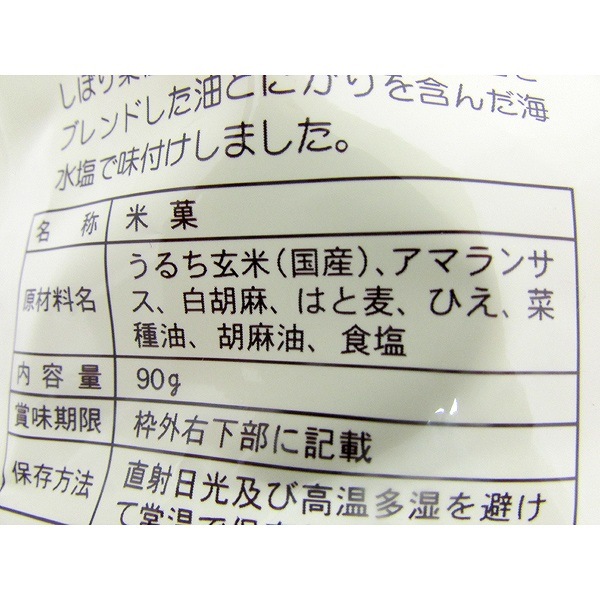 ブレンドした油とにがりを含んだ海
水塩で味付けしました。
名 称 米 菓
原材料名 うるち玄米(国産)、アマランサ
ス、白胡麻、はと麦、ひえ、菜
種油、胡麻油、食塩
内 容 量 90g
賞味期限 枠外右下部に記載
保存方法 直射日光及び高温多湿を避け